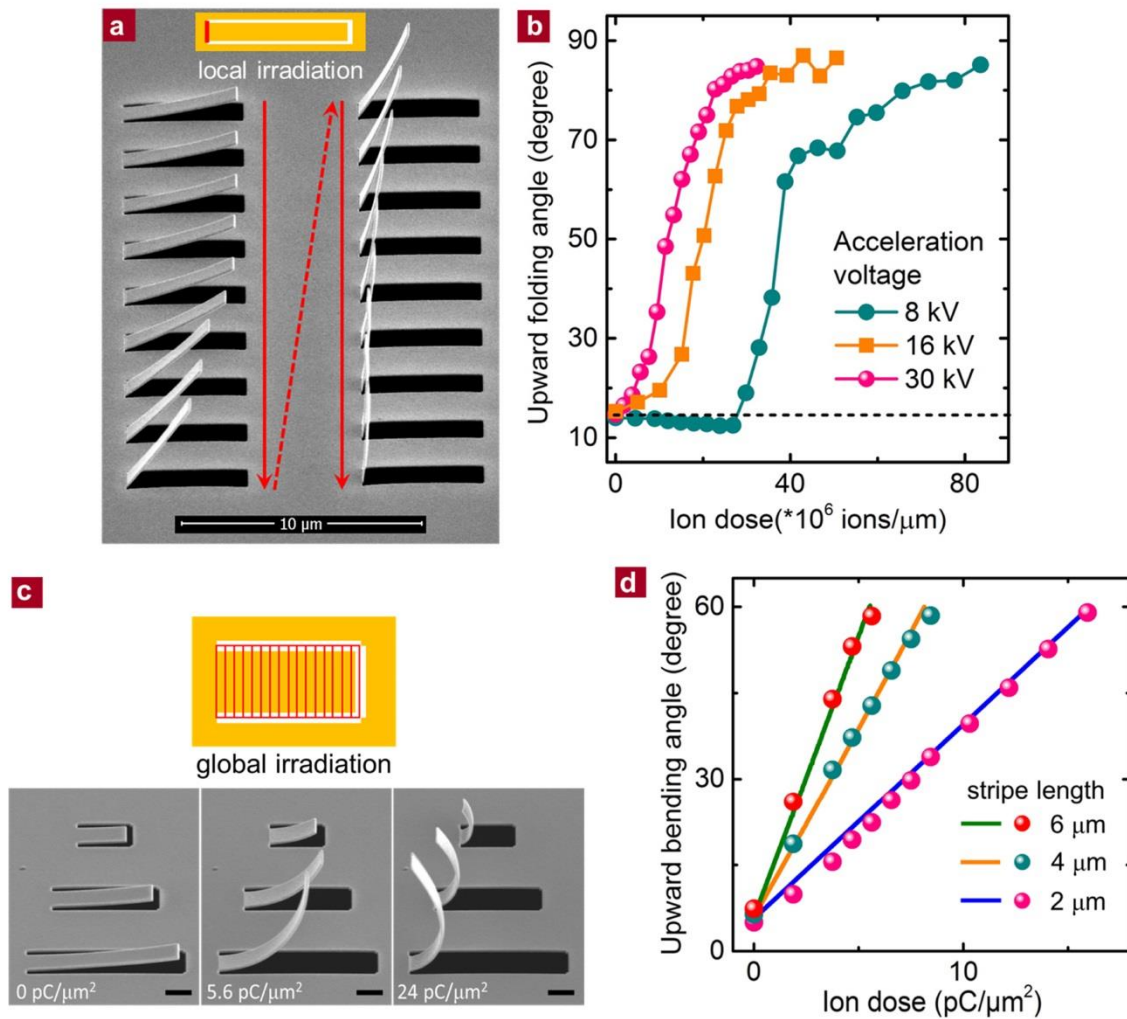 a
local irradiation
10 µm
b
Upward folding angle (degree)
90
70
50
30
10
Acceleration
voltage
8 kV
16 kV
30 kV
0
40
80
Ion dose(*10⁶ ions/µm)
c
global irradiation
0 pC/µm²
5.6 pC/µm²
24 pC/µm²
d
Upward bending angle (degree)
60
30
0
stripe length
6 µm
4 µm
2 µm
0
10
Ion dose (pC/µm²)